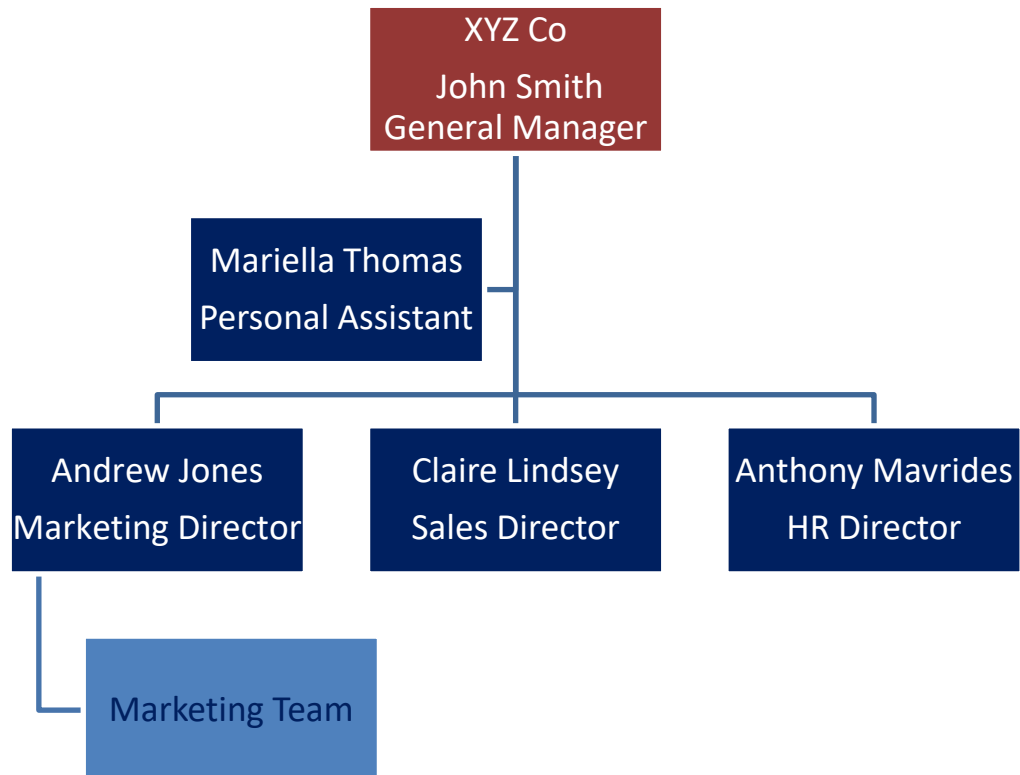 XYZ Co
John Smith
General Manager
Mariella Thomas
Personal Assistant
Andrew Jones
Marketing Director
Claire Lindsey
Sales Director
Anthony Mavrides
HR Director
Marketing Team